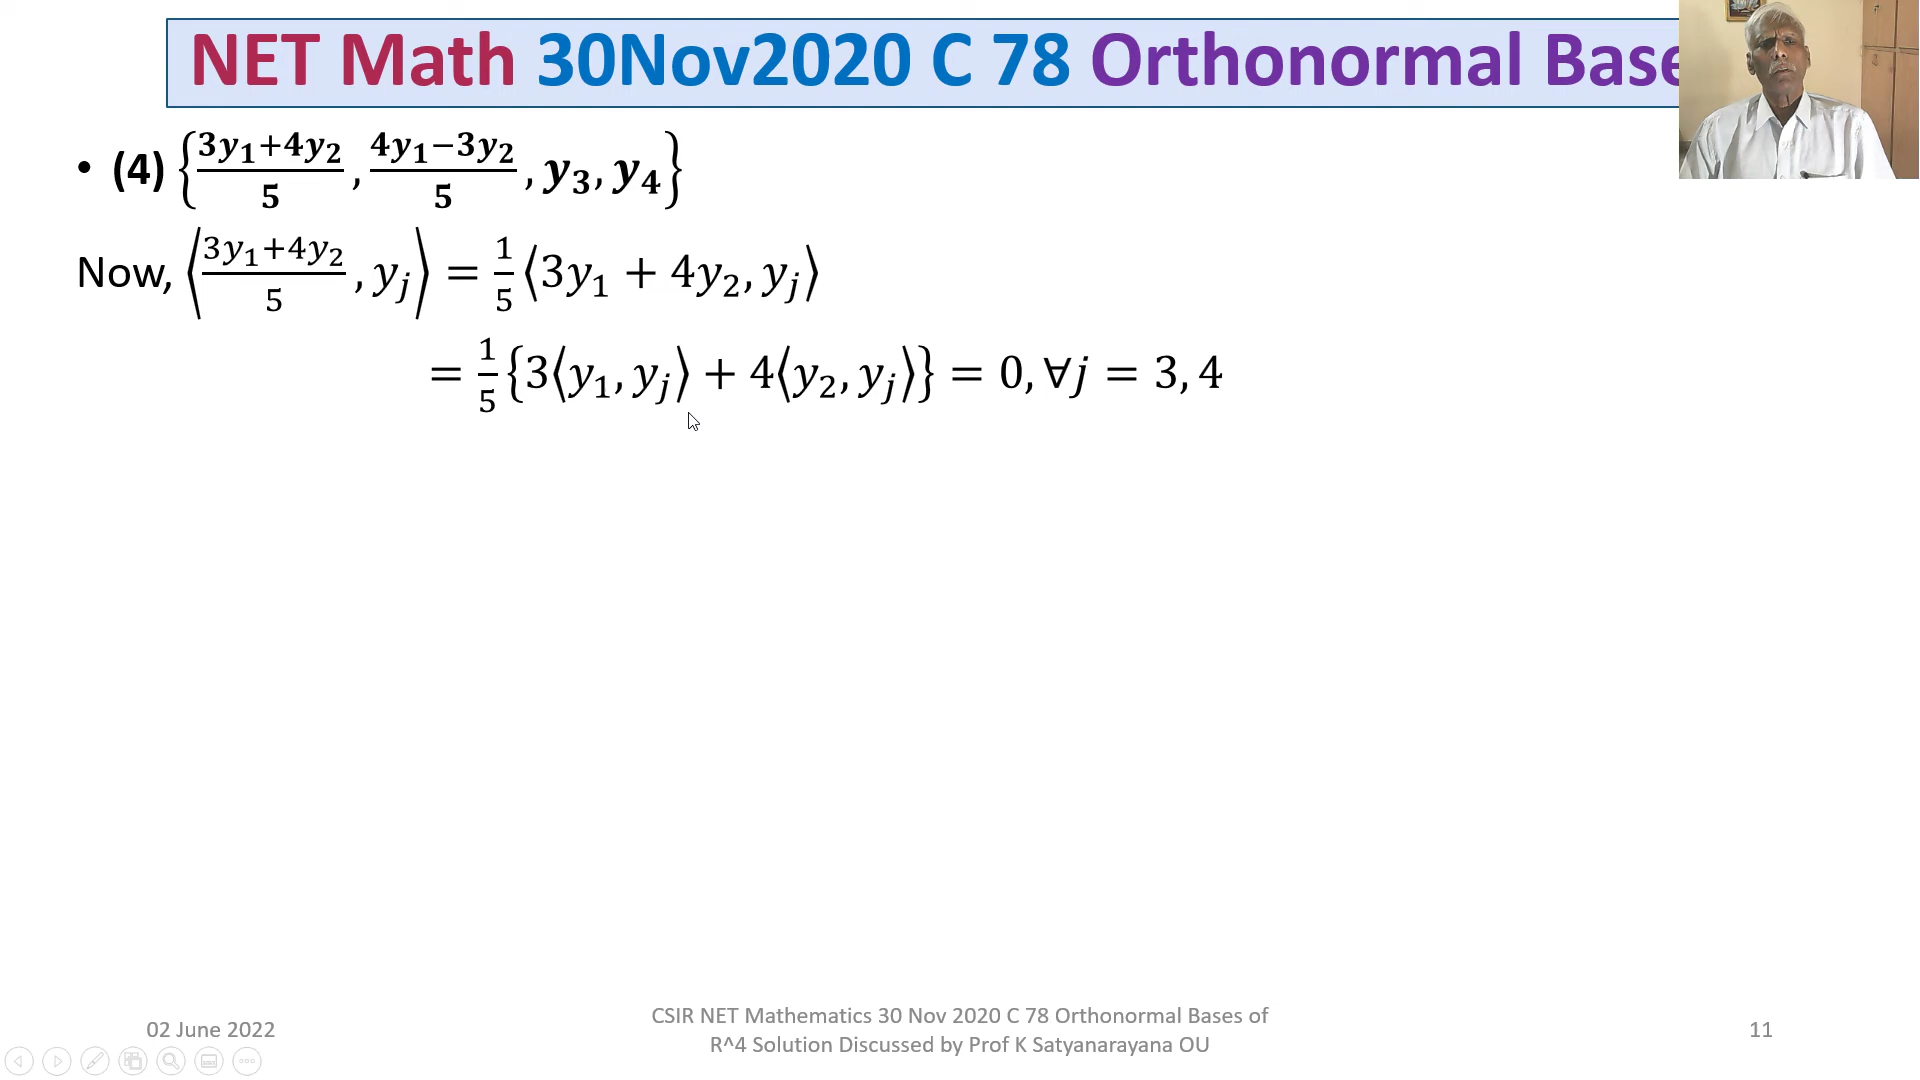 NET Math 30Nov2020 C 78 Orthonormal Base
• (4) {(3y₁+4y₂)/5, (4y₁−3y₂)/5, y₃, y₄}
Now, ⟨(3y₁+4y₂)/5, yⱼ⟩ = 1/5 ⟨3y₁ + 4y₂, yⱼ⟩
= 1/5 {3⟨y₁, yⱼ⟩ + 4⟨y₂, yⱼ⟩} = 0, ∀j = 3, 4
02 June 2022
CSIR NET Mathematics 30 Nov 2020 C 78 Orthonormal Bases of
R^4 Solution Discussed by Prof K Satyanarayana OU
11